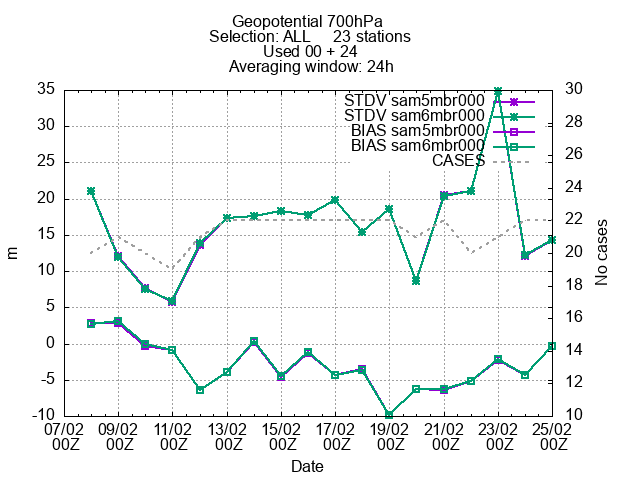 Geopotential 700hPa
Selection: ALL 23 stations
Used 00 + 24
Averaging window: 24h
35 30
STDV sam5mbr000
30 28
STDV sam6mbr000
BIAS sam5mbr000
BIAS sam6mbr000
25 26
CASES
24
20
22
15
m
20
No cases
10
18
5
16
0
14
-5
12
-10 10
07/02 09/02 11/02 13/02 15/02 17/02 19/02 21/02 23/02 25/02
00Z 00Z 00Z 00Z 00Z 00Z 00Z 00Z 00Z 00Z
Date